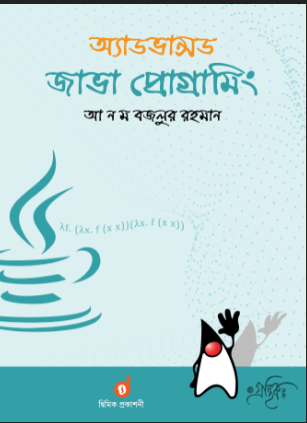 অ্যাডভান্সড
জাভা প্রোগ্রামিং
আ ন ম বজলুর রহমান
λf. (λx. f (x x))(λx. f (x x))
দ্বিমিক প্রকাশনী